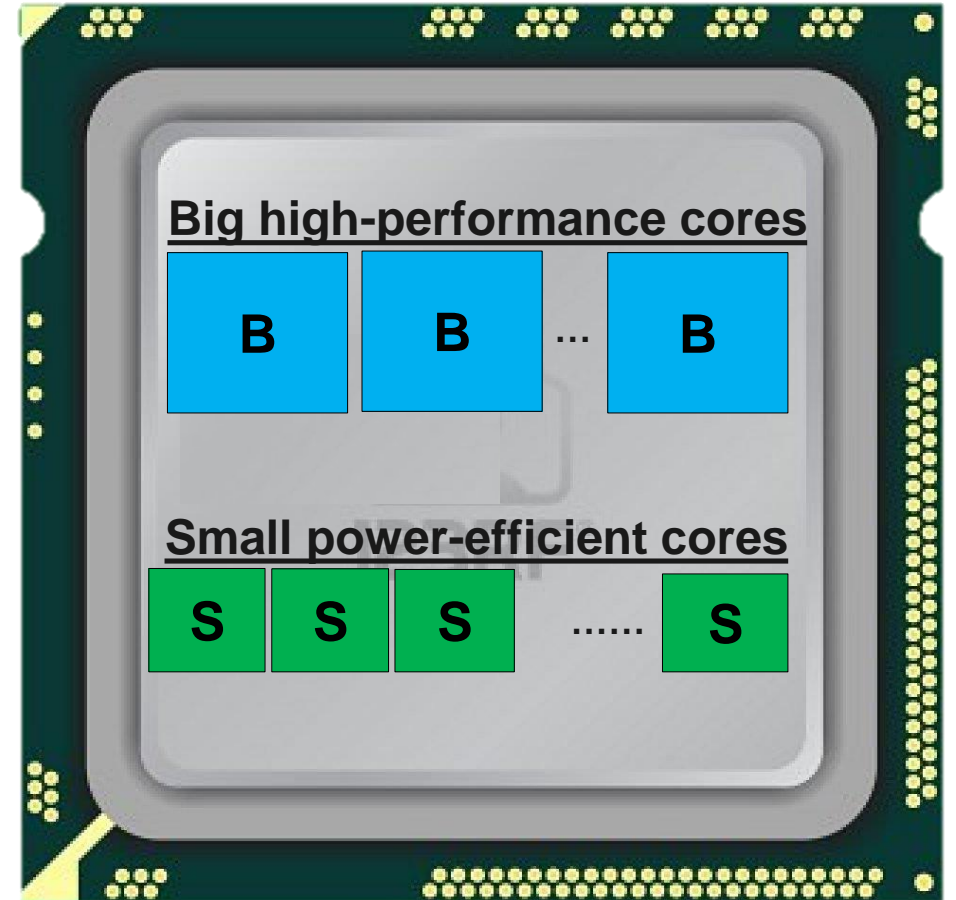 Big high-performance cores
B B ... B
Small power-efficient cores
S S S ...... S